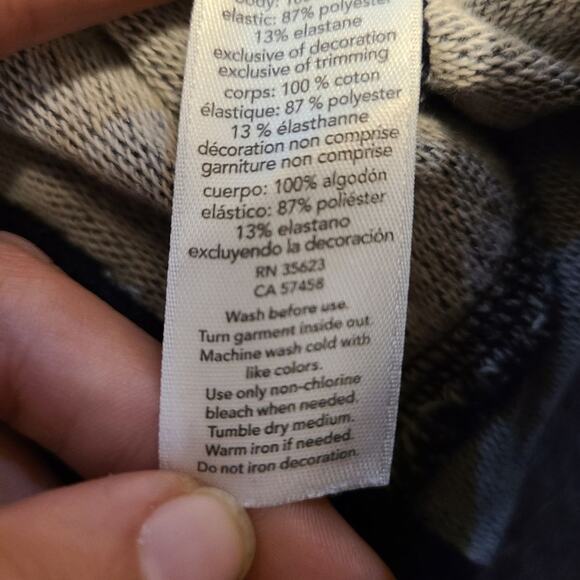 body: 10
elastic: 87% polyester
13% elastane
exclusive of decoration
exclusive of trimming
corps: 100 % coton
élastique: 87 % polyester
13 % élasthanne
décoration non comprise
garniture non comprise
cuerpo: 100% algodón
elástico: 87% poliéster
13% elastano
excluyendo la decoración
RN 35623
CA 57458
Wash before use.
Turn garment inside out.
Machine wash cold with
like colors.
Use only non-chlorine
bleach when needed.
Tumble dry medium.
Warm iron if needed.
Do not iron decoration.